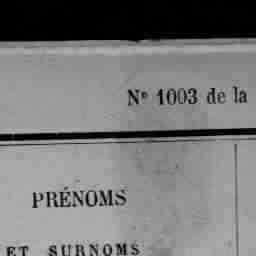 Nº 1003 de la
PRÉNOMS
ET SURNOMS